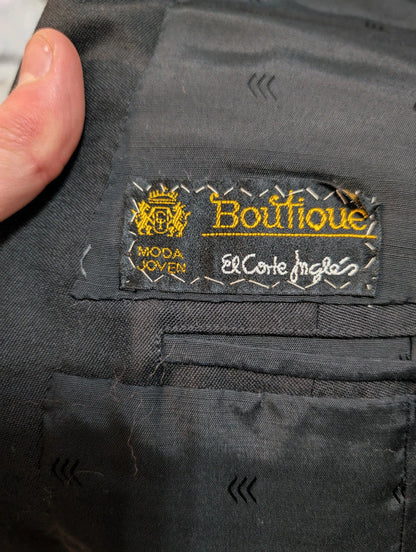 Boutique
MODA
JOVEN
El Corte Inglés